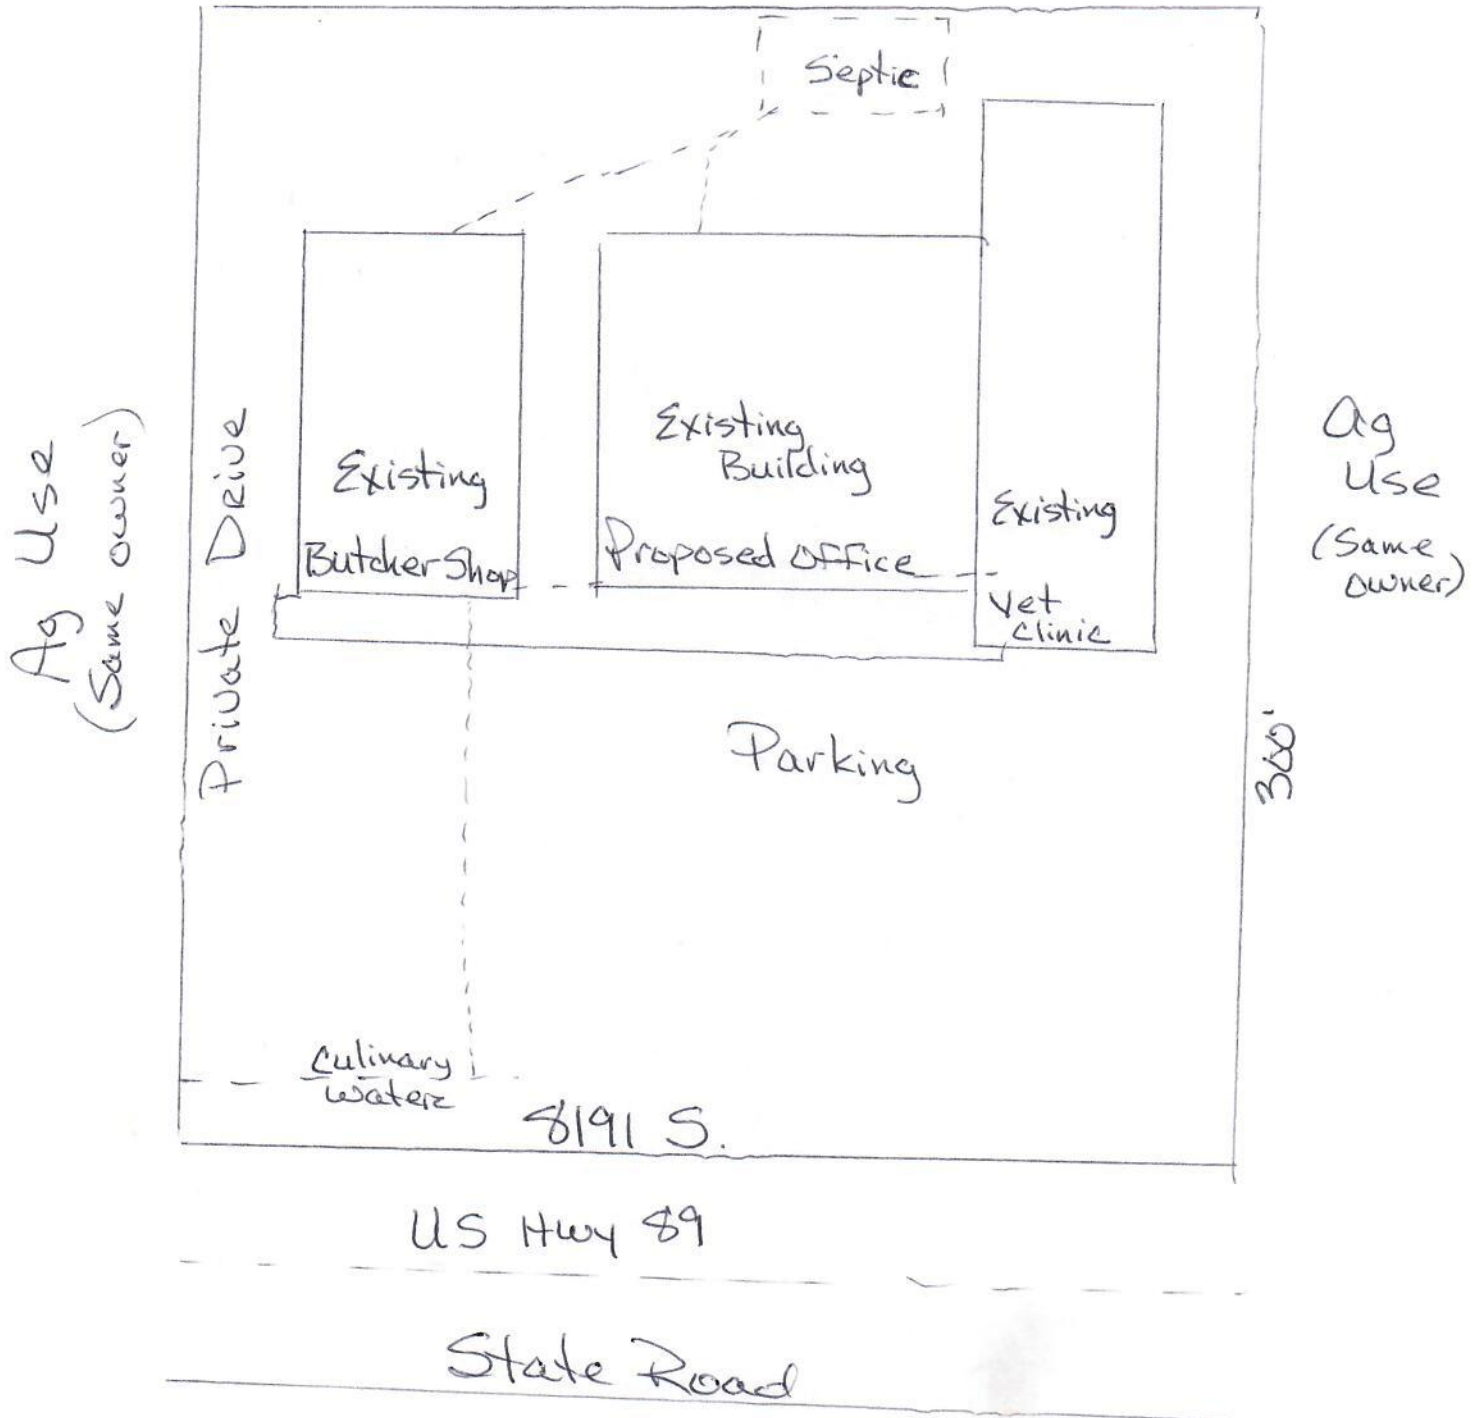 Septic
Ag Use
(Same owner)
Private Drive
Existing
Butcher Shop
Existing
Building
Proposed Office
Existing
Vet
Clinic
Ag
Use
(Same
owner)
Parking
300'
Culinary
Water
8191 S.
US Hwy 89
State Road